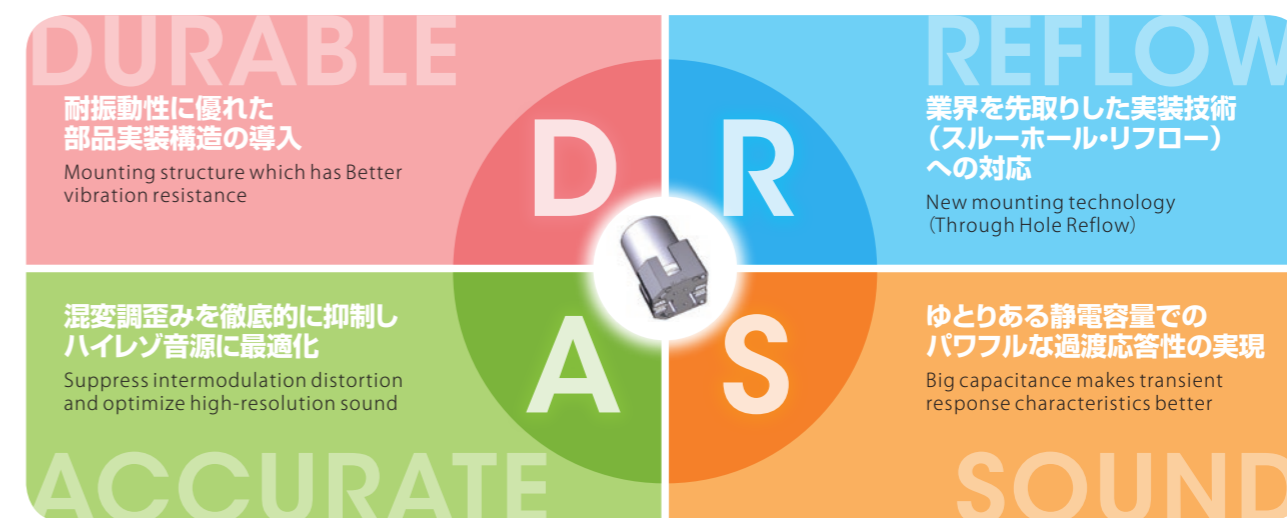 DURABLE
耐振動性に優れた
部品実装構造の導入
Mounting structure which has Better
vibration resistance
D
REFLOW
業界を先取りした実装技術
（スルーホール・リフロー）
への対応
New mounting technology
（Through Hole Reflow）
R
混変調歪みを徹底的に抑制し
ハイレゾ音源に最適化
Suppress intermodulation distortion
and optimize high-resolution sound
ACCURATE
A
ゆとりある静電容量での
パワフルな過渡応答性の実現
Big capacitance makes transient
response characteristics better
SOUND
S